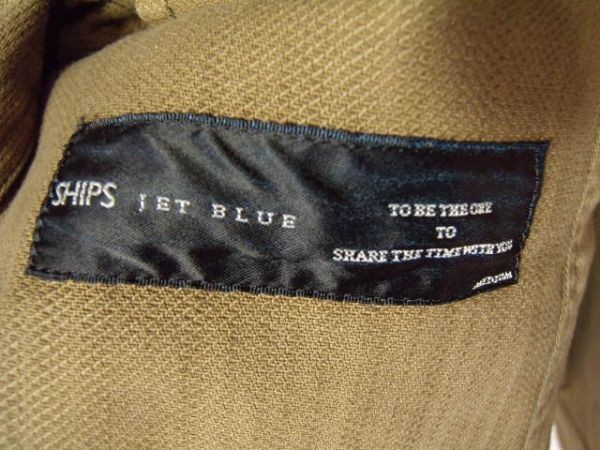 SHIPS JET BLUE
TO BE THE ONE
TO
SHARE THE TIME WITH YOU
MEDIUM